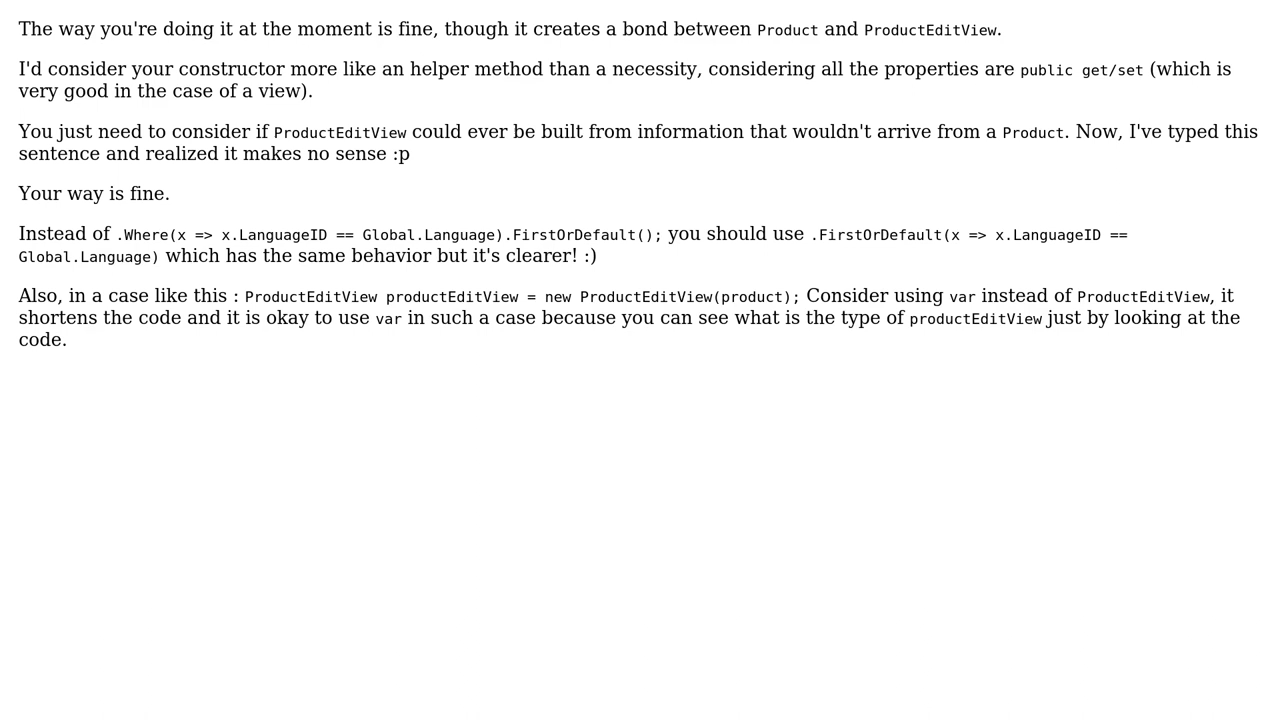 The way you're doing it at the moment is fine, though it creates a bond between Product and ProductEditView.
I'd consider your constructor more like an helper method than a necessity, considering all the properties are public get/set (which is
very good in the case of a view).
You just need to consider if ProductEditView could ever be built from information that wouldn't arrive from a Product. Now, I've typed this
sentence and realized it makes no sense :p
Your way is fine.
Instead of .Where(x => x.LanguageID == Global.Language).FirstOrDefault(); you should use .FirstOrDefault(x => x.LanguageID ==
Global.Language) which has the same behavior but it's clearer! :)
Also, in a case like this : ProductEditView productEditView = new ProductEditView(product); Consider using var instead of ProductEditView, it
shortens the code and it is okay to use var in such a case because you can see what is the type of productEditView just by looking at the
code.